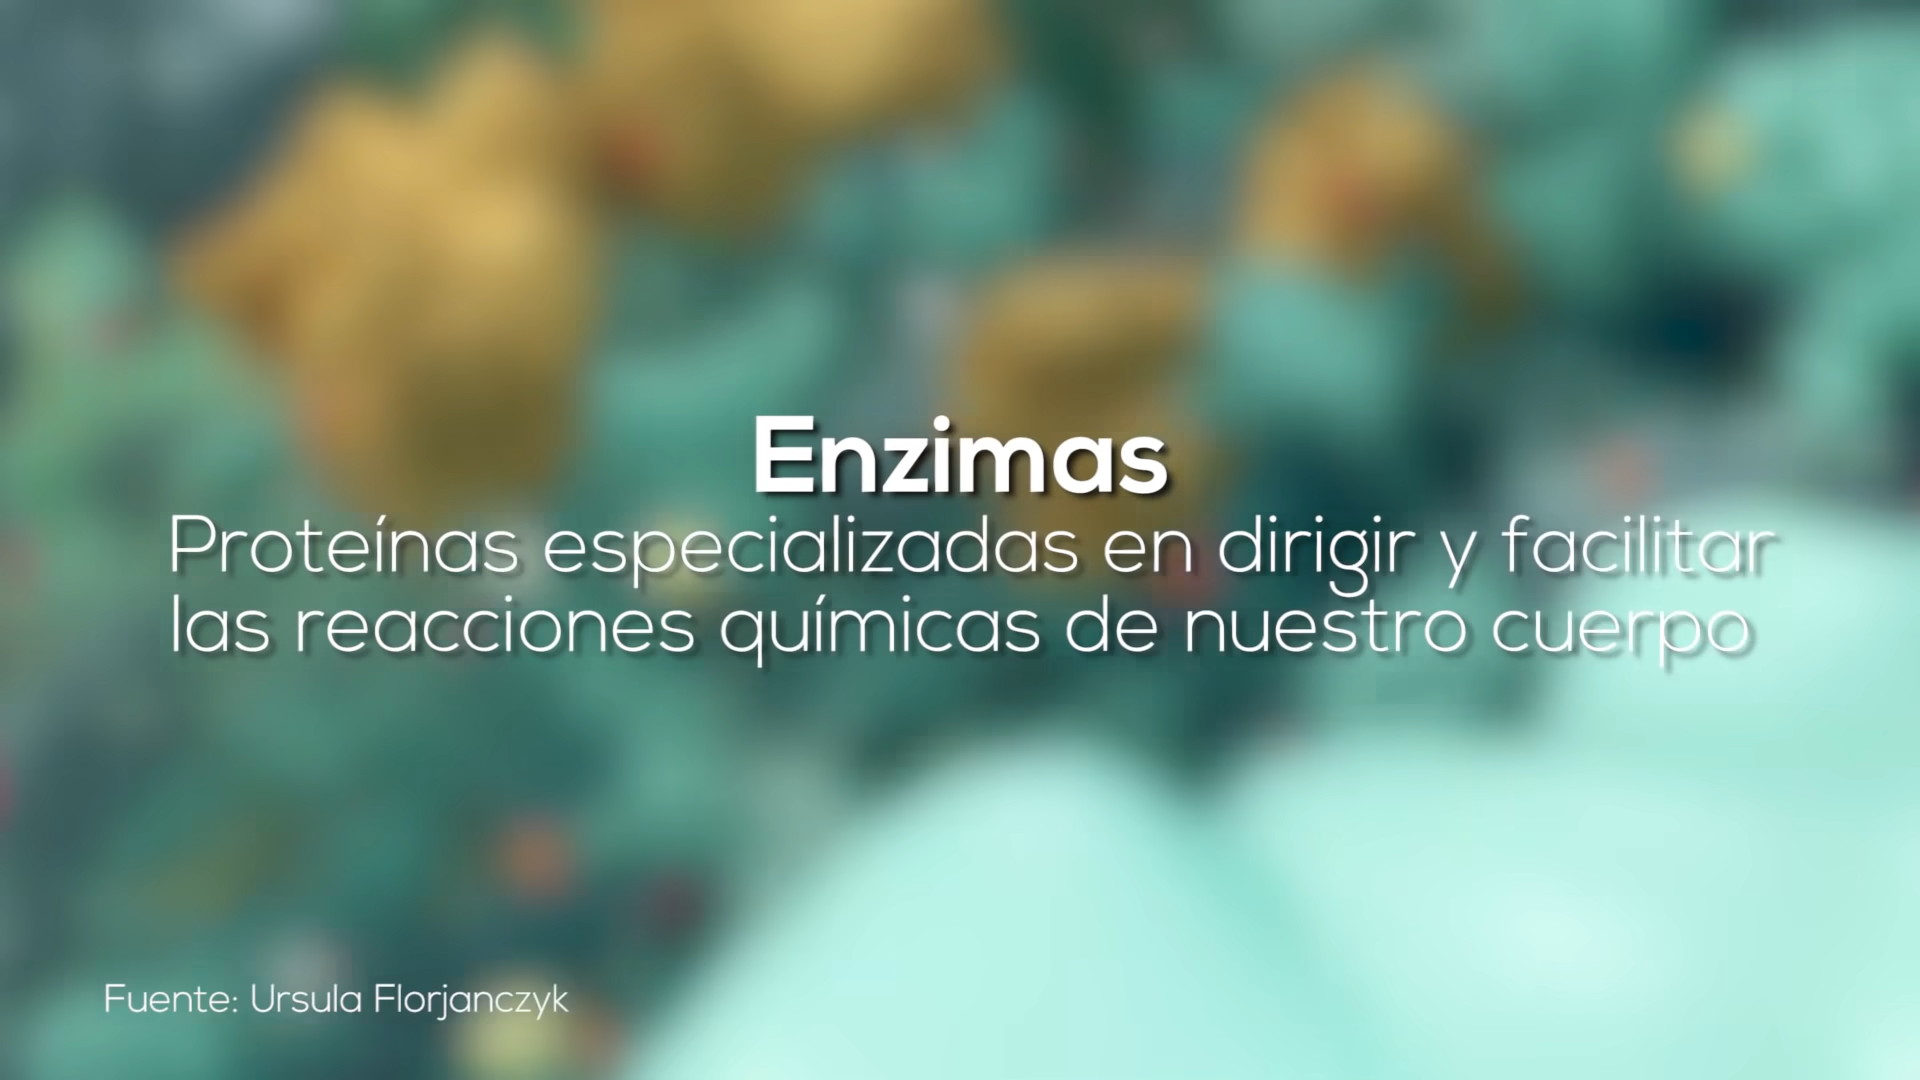 Enzimas
Proteínas especializadas en dirigir y facilitar
las reacciones químicas de nuestro cuerpo
Fuente: Ursula Florjanczyk